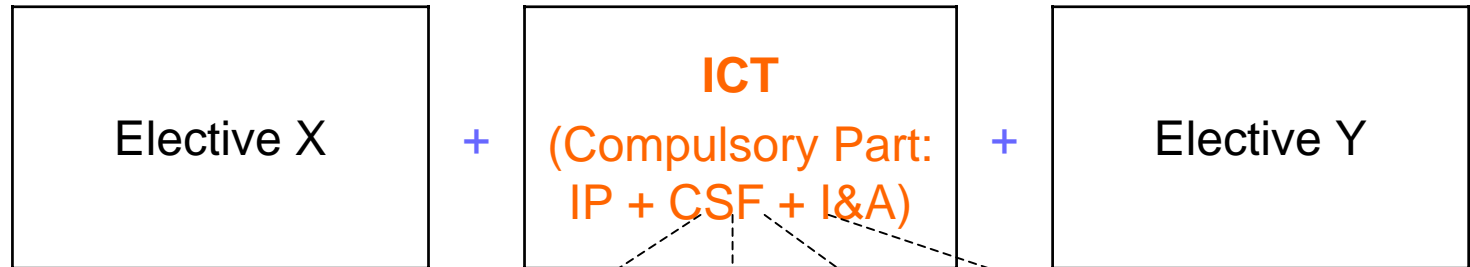 Elective X
+
ICT
(Compulsory Part:
IP + CSF + I&A)
+
Elective Y